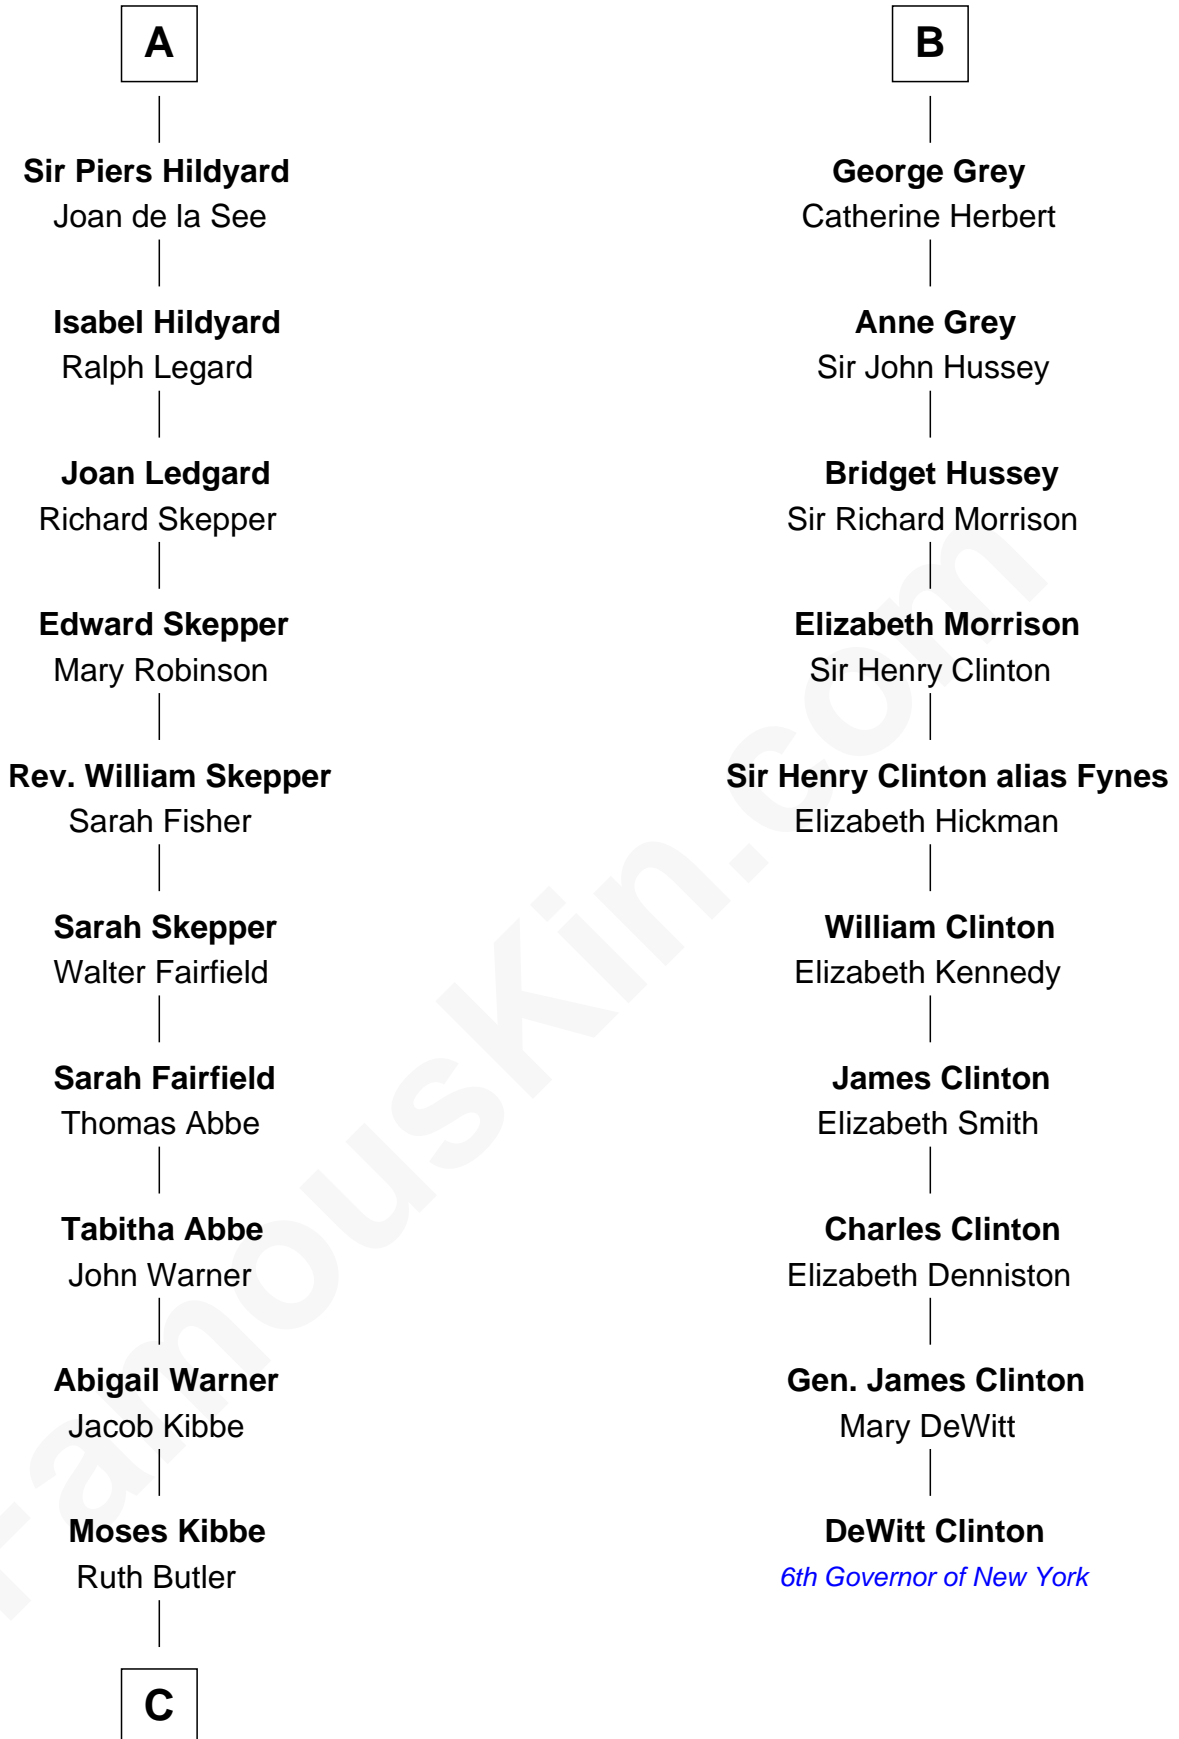 A
Sir Piers Hildyard
Joan de la See
Isabel Hildyard
Ralph Legard
Joan Ledgard
Richard Skepper
Edward Skepper
Mary Robinson
Rev. William Skepper
Sarah Fisher
Sarah Skepper
Walter Fairfield
Sarah Fairfield
Thomas Abbe
Tabitha Abbe
John Warner
Abigail Warner
Jacob Kibbe
Moses Kibbe
Ruth Butler
C
B
George Grey
Catherine Herbert
Anne Grey
Sir John Hussey
Bridget Hussey
Sir Richard Morrison
Elizabeth Morrison
Sir Henry Clinton
Sir Henry Clinton alias Fynes
Elizabeth Hickman
William Clinton
Elizabeth Kennedy
James Clinton
Elizabeth Smith
Charles Clinton
Elizabeth Denniston
Gen. James Clinton
Mary DeWitt
DeWitt Clinton
6th Governor of New York
FamousKin.com